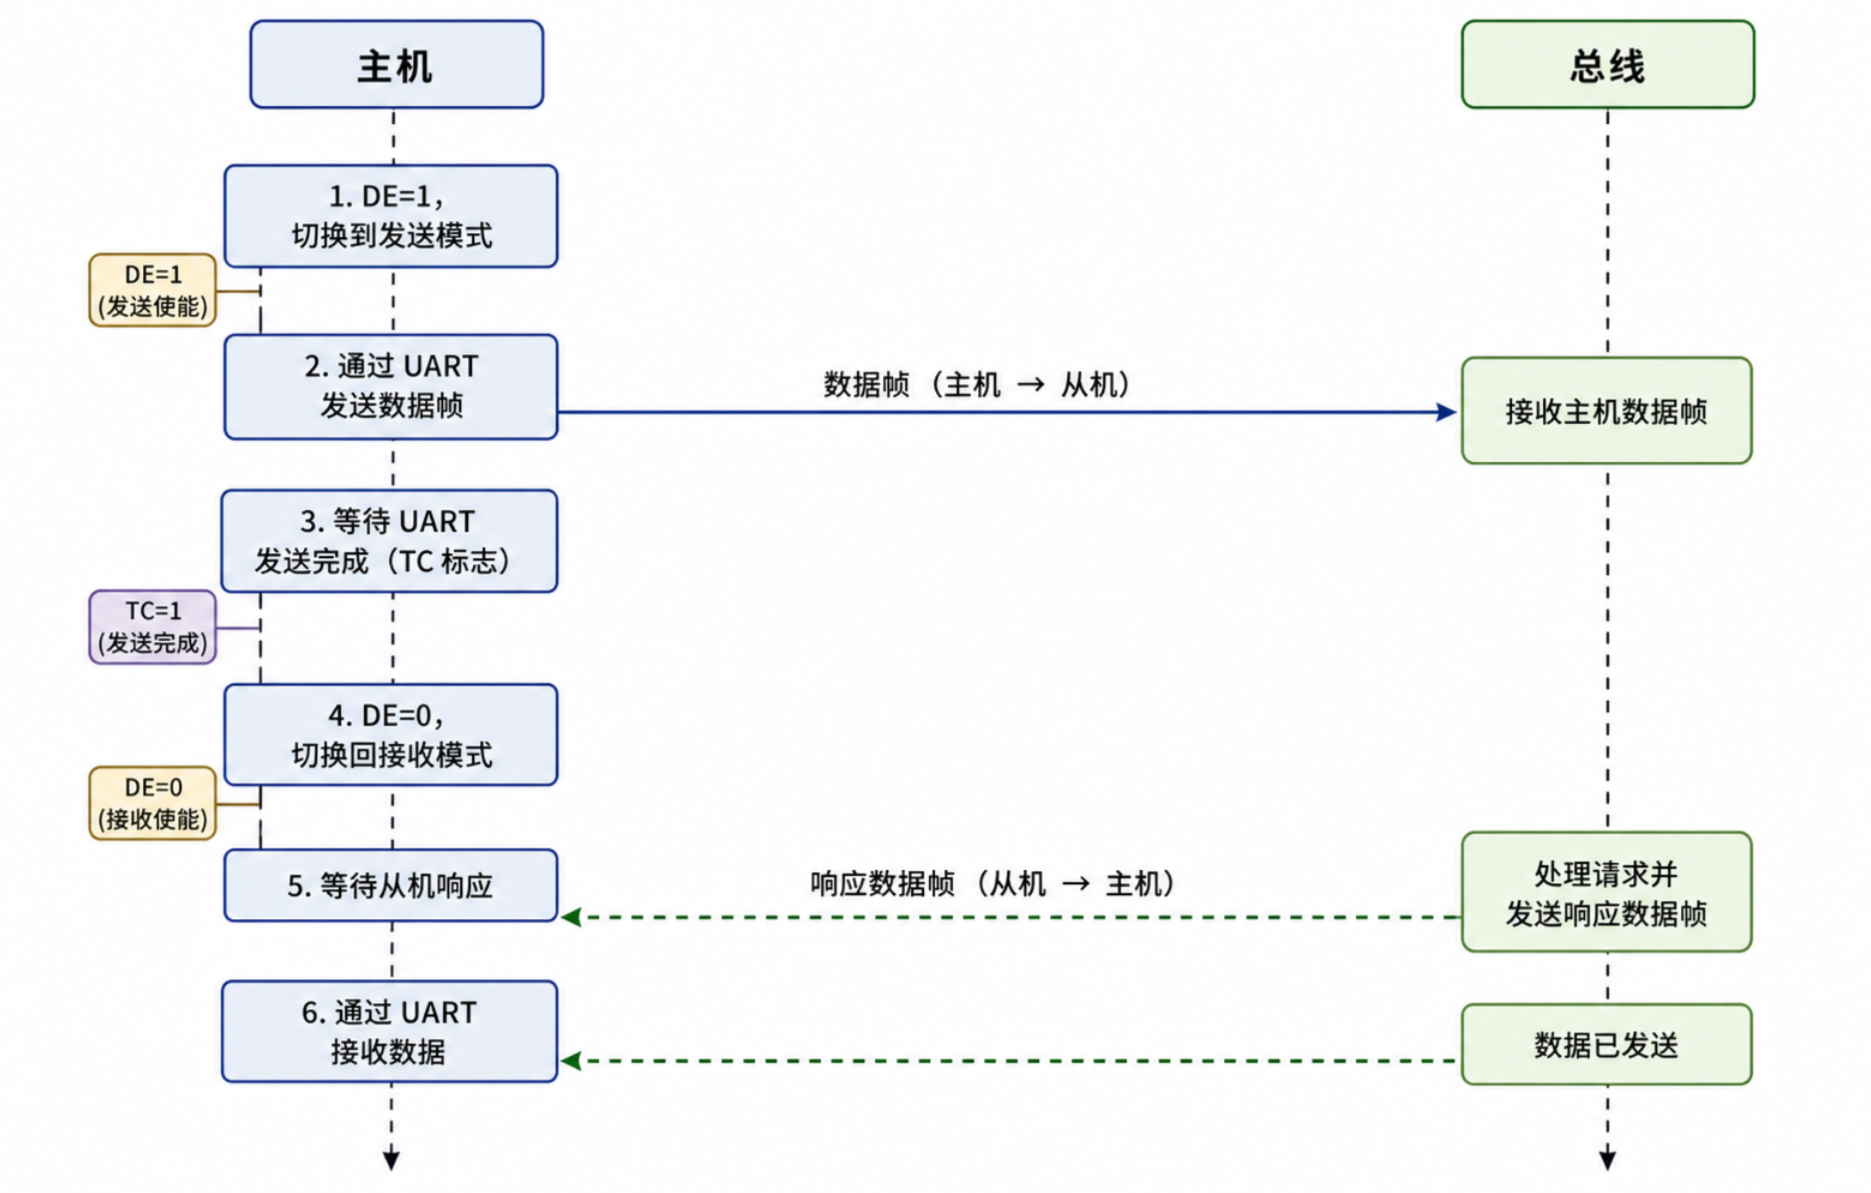 主机
总线
1. DE=1，
切换到发送模式
DE=1
(发送使能)
2. 通过 UART
发送数据帧
数据帧（主机 → 从机）
接收主机数据帧
3. 等待 UART
发送完成（TC 标志）
TC=1
(发送完成)
4. DE=0，
切换回接收模式
DE=0
(接收使能)
5. 等待从机响应
响应数据帧（从机 → 主机）
处理请求并
发送响应数据帧
6. 通过 UART
接收数据
数据已发送